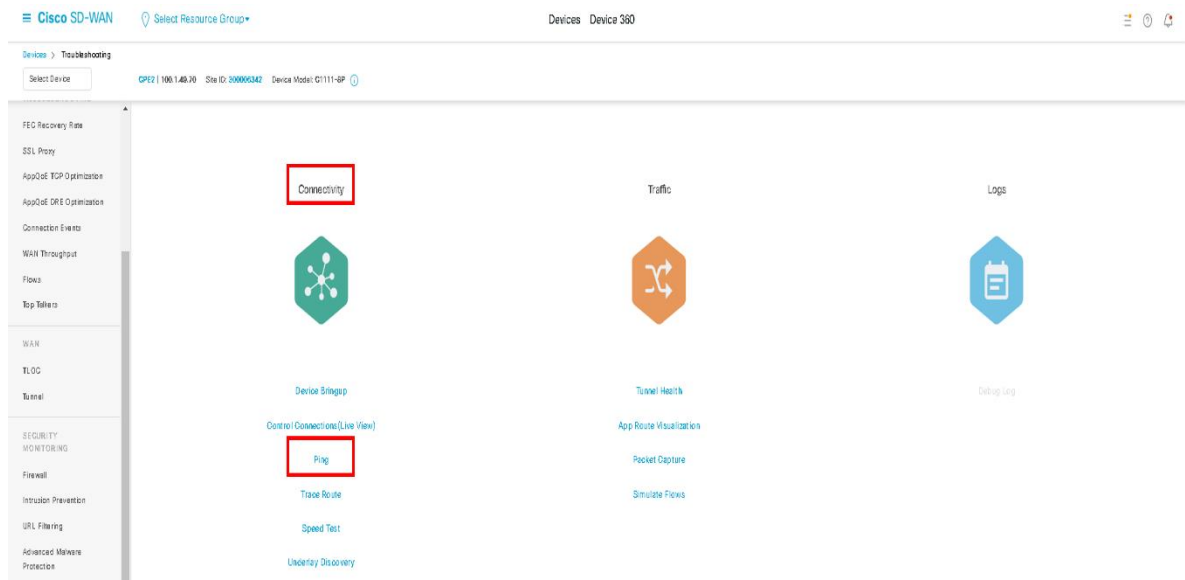 Cisco SD-WAN
Select Resource Group
Devices Device 360
Devices > Troubleshooting
Select Device
CPE2 | 100.1.49.20 Site ID: 300006342 Device Model: C1111-8P
FEC Recovery Rate
SSL Proxy
AppQoE TCP Optimization
AppQoE DRE Optimization
Connection Events
WAN Throughput
Flows
Top Talkers
WAN
TLOC
Tunnel
SECURITY
MONITORING
Firewall
Intrusion Prevention
URL Filtering
Advanced Malware
Protection
Connectivity
Device Bringup
Control Connections(Live View)
Ping
Trace Route
Speed Test
Underlay Discovery
Traffic
Tunnel Health
App Route Visualization
Packet Capture
Simulate Flows
Logs
Debug Log